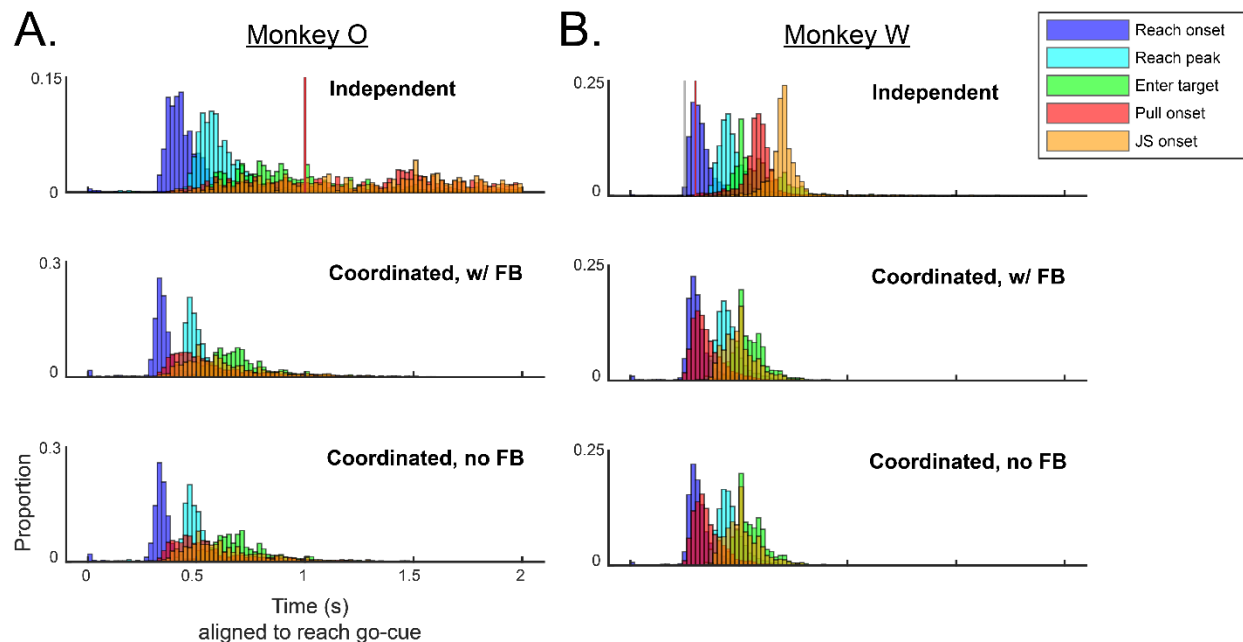 A.
Monkey O
B.
Monkey W
Reach onset
Reach peak
Enter target
Pull onset
JS onset
0.15
Independent
0
0.25
Independent
0
0.3
Coordinated, w/ FB
0
0.25
Coordinated, w/ FB
0
0.3
Coordinated, no FB
Proportion
0
0.25
Coordinated, no FB
0
0
0.5
1
1.5
2
Time (s)
aligned to reach go-cue